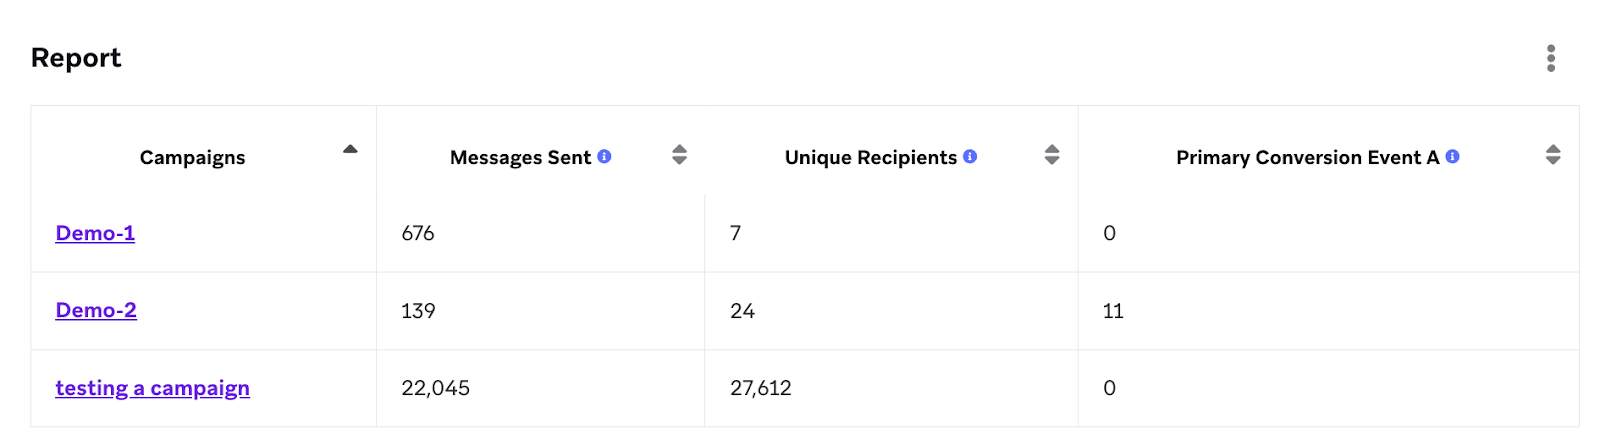 Report
Campaigns Messages Sent Unique Recipients Primary Conversion Event A
Demo-1 676 7 0
Demo-2 139 24 11
testing a campaign 22,045 27,612 0